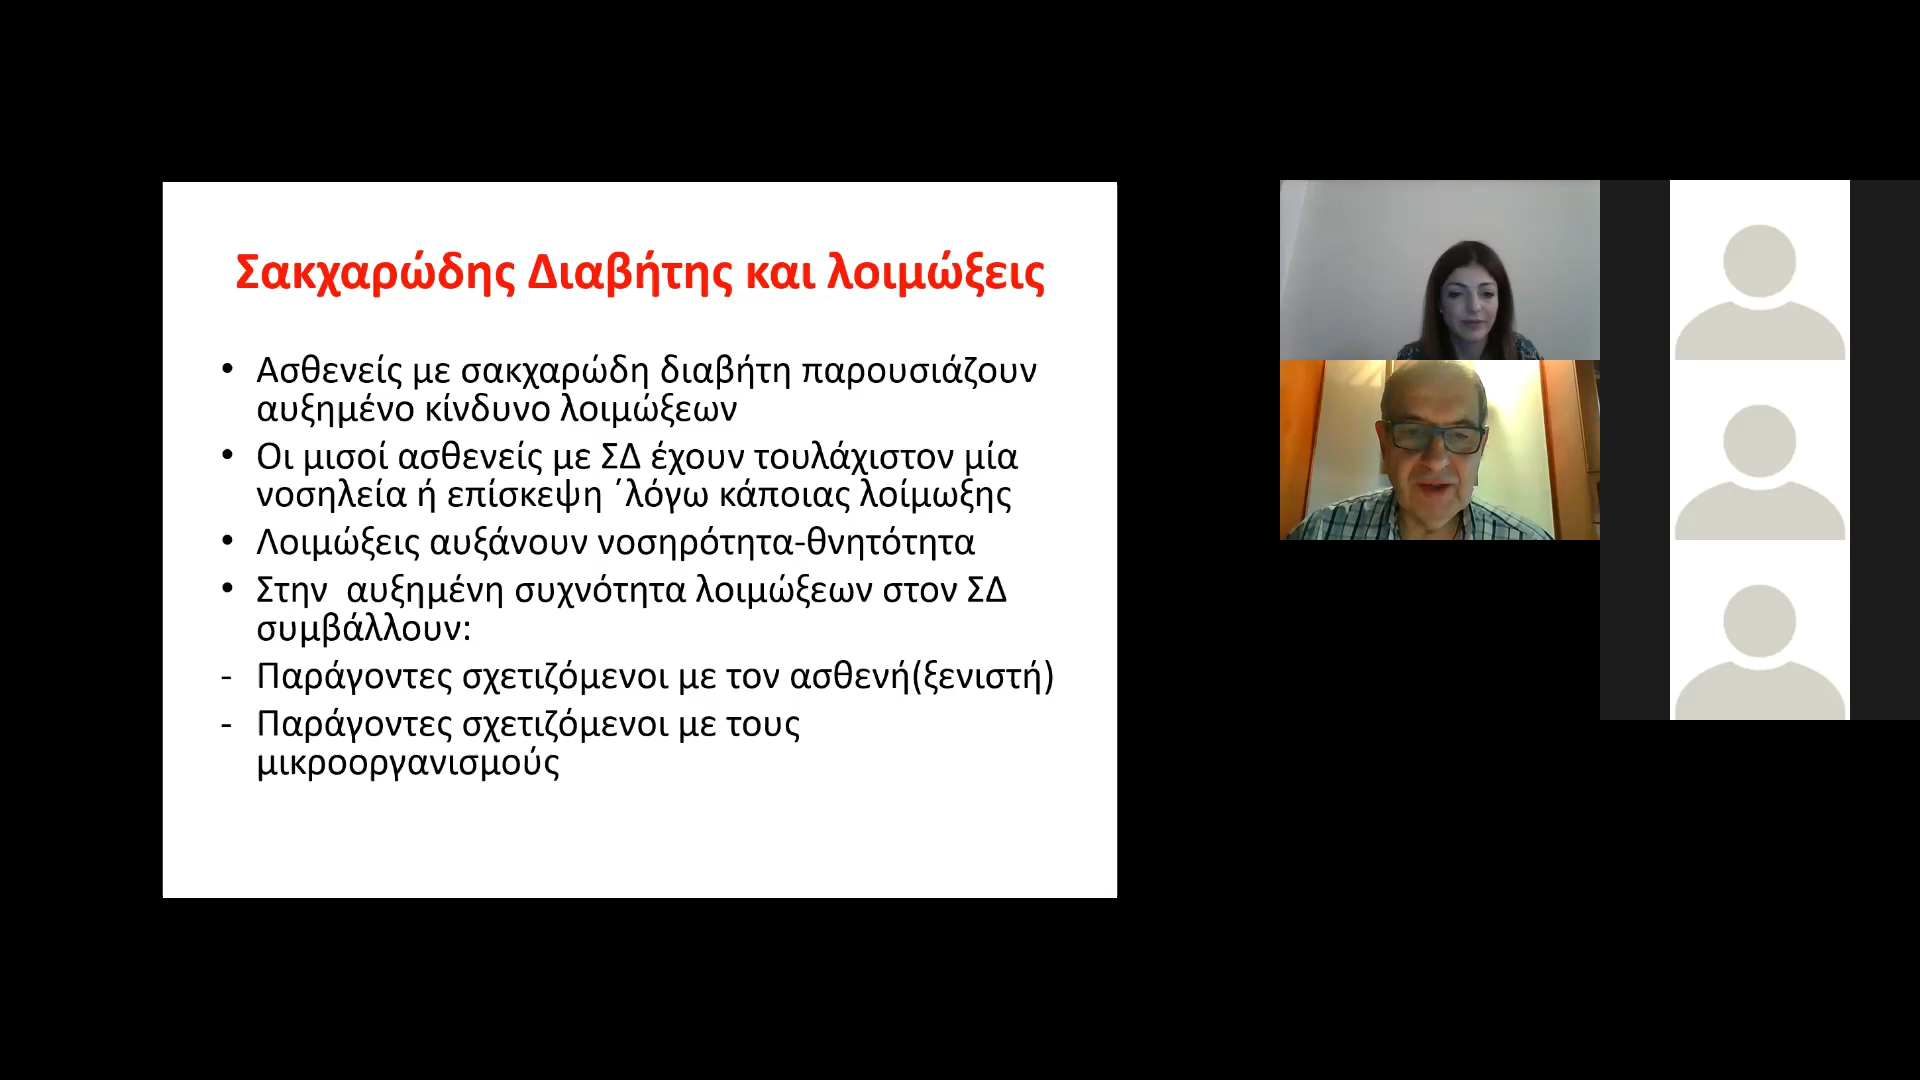 Σακχαρώδης Διαβήτης και λοιμώξεις
• Ασθενείς με σακχαρώδη διαβήτη παρουσιάζουν
αυξημένο κίνδυνο λοιμώξεων
• Οι μισοί ασθενείς με ΣΔ έχουν τουλάχιστον μία
νοσηλεία ή επίσκεψη ΄λόγω κάποιας λοίμωξης
• Λοιμώξεις αυξάνουν νοσηρότητα-θνητότητα
• Στην  αυξημένη συχνότητα λοιμώξεων στον ΣΔ
συμβάλλουν:
- Παράγοντες σχετιζόμενοι με τον ασθενή(ξενιστή)
- Παράγοντες σχετιζόμενοι με τους
μικροοργανισμούς